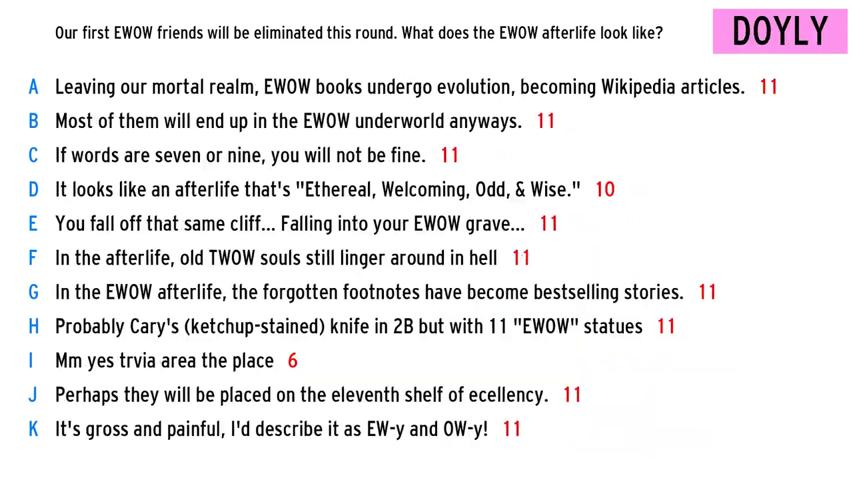 Our first EWOW friends will be eliminated this round. What does the EWOW afterlife look like?
DOYLY
A Leaving our mortal realm, EWOW books undergo evolution, becoming Wikipedia articles. 11
B Most of them will end up in the EWOW underworld anyways. 11
C If words are seven or nine, you will not be fine. 11
D It looks like an afterlife that's "Ethereal, Welcoming, Odd, & Wise." 10
E You fall off that same cliff... Falling into your EWOW grave... 11
F In the afterlife, old TWOW souls still linger around in hell 11
G In the EWOW afterlife, the forgotten footnotes have become bestselling stories. 11
H Probably Cary's (ketchup-stained) knife in 2B but with 11 "EWOW" statues 11
I Mm yes trvia area the place 6
J Perhaps they will be placed on the eleventh shelf of ecellency. 11
K It's gross and painful, I'd describe it as EW-y and OW-y! 11